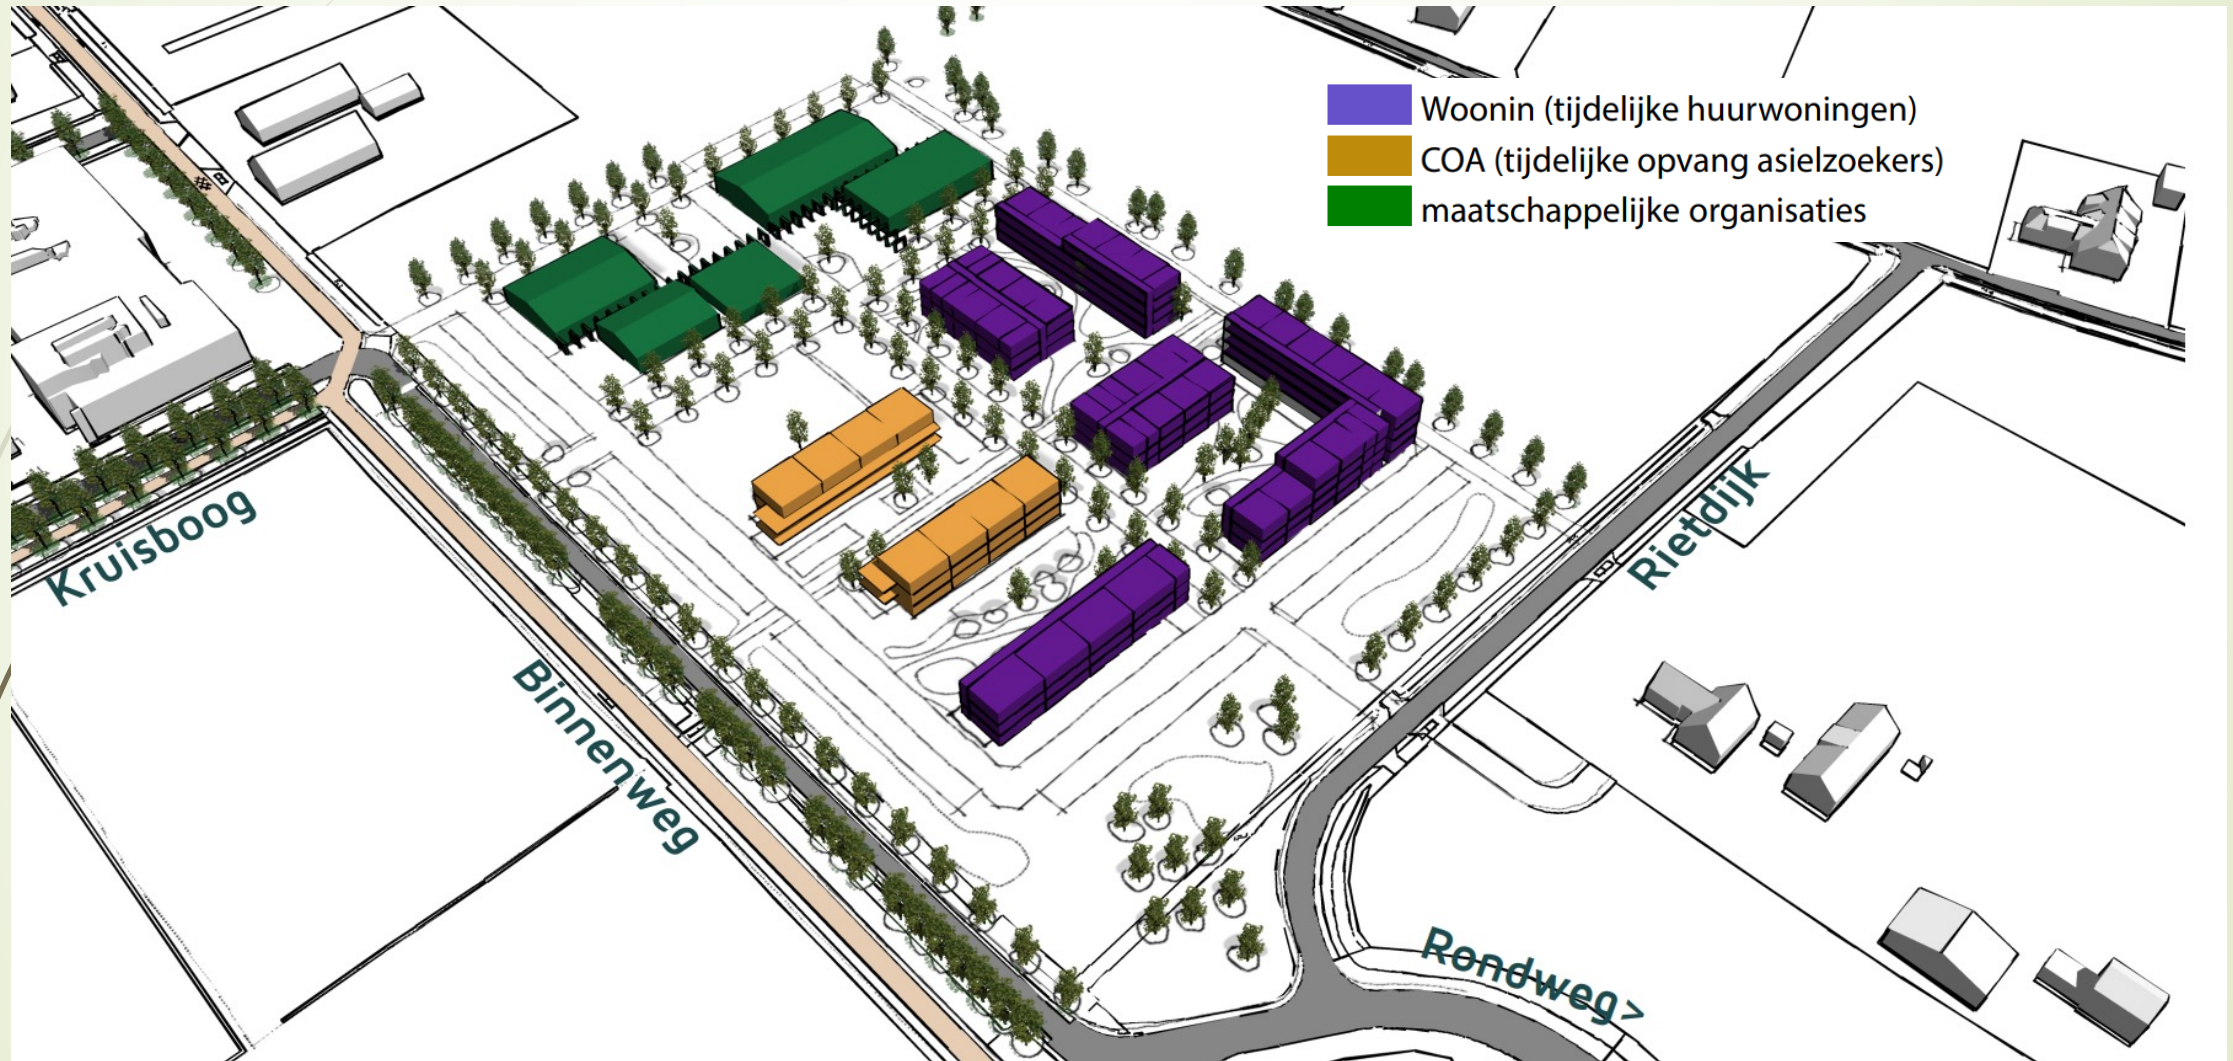 Woonin (tijdelijke huurwoningen)
COA (tijdelijke opvang asielzoekers)
maatschappelijke organisaties
Kruisboog
Rietdijk
Binnenweg
Rondweg>